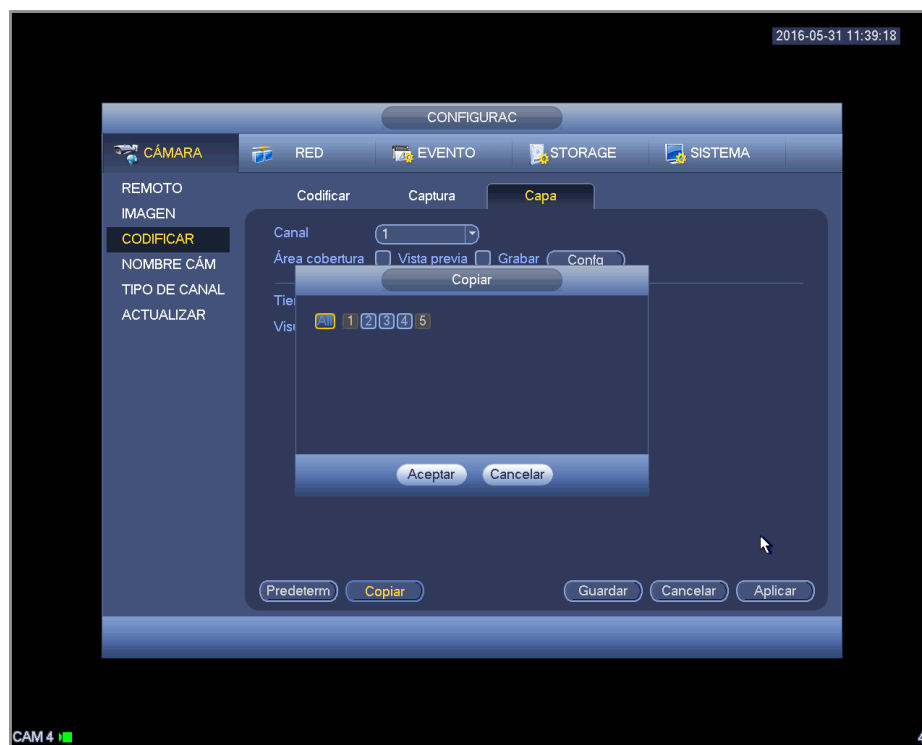 2016-05-31 11:39:18
CONFIGURAC
CÁMARA RED EVENTO STORAGE SISTEMA
REMOTO
IMAGEN
CODIFICAR
NOMBRE CÁM
TIPO DE CANAL
ACTUALIZAR
Codificar Captura Capa
Canal 1
Área cobertura Vista previa Grabar Confg
Copiar
All 1 2 3 4 5
Aceptar Cancelar
Predeterm Copiar Guardar Cancelar Aplicar
CAM 4